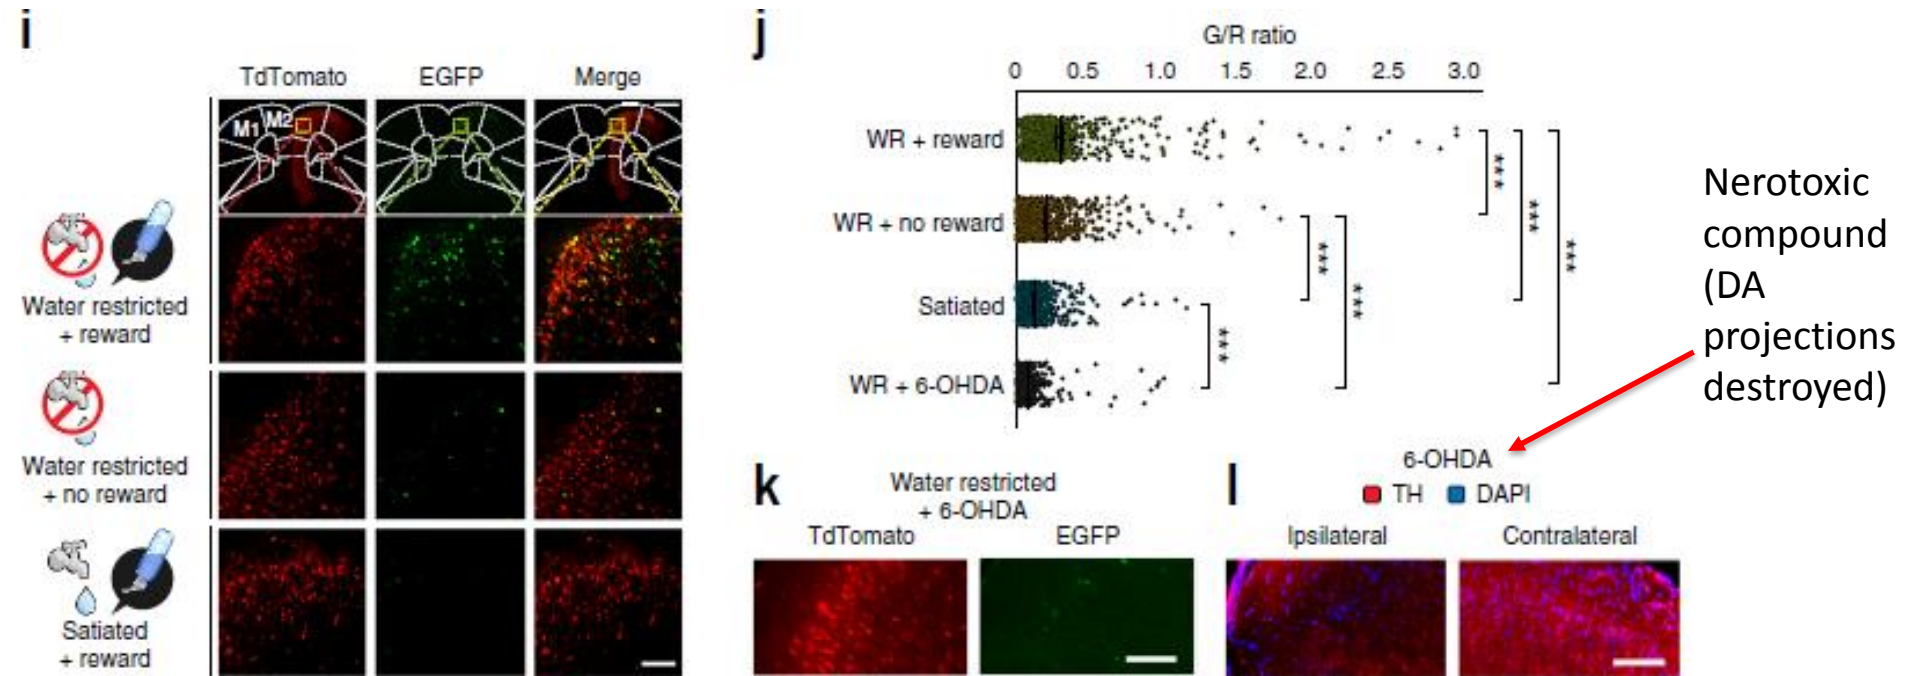 i
TdTomato EGFP Merge
M1 M2
Water restricted
+ reward
Water restricted
+ no reward
Satiated
+ reward
j
G/R ratio
0 0.5 1.0 1.5 2.0 2.5 3.0
WR + reward
WR + no reward
Satiated
WR + 6-OHDA
***
***
***
***
***
***
k
Water restricted
+ 6-OHDA
TdTomato EGFP
l
6-OHDA
TH DAPI
Ipsilateral Contralateral
Nerotoxic
compound
(DA
projections
destroyed)